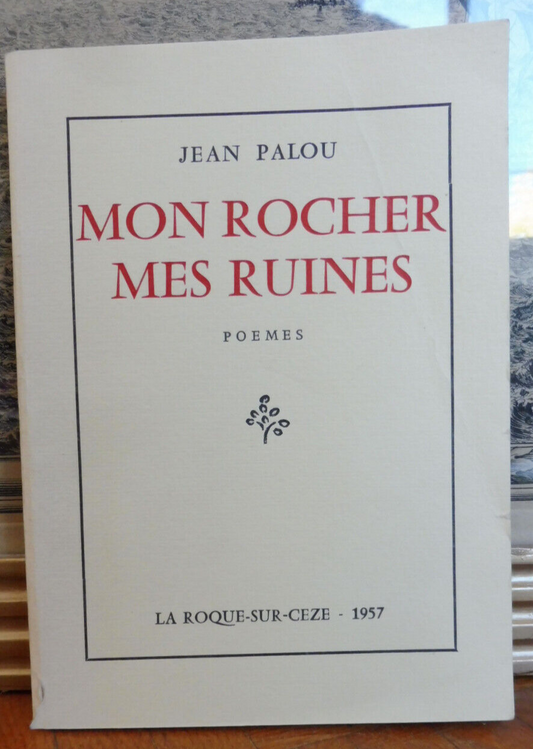 JEAN PALOU
MON ROCHER
MES RUINES
POEMES
LA ROQUE-SUR-CEZE - 1957